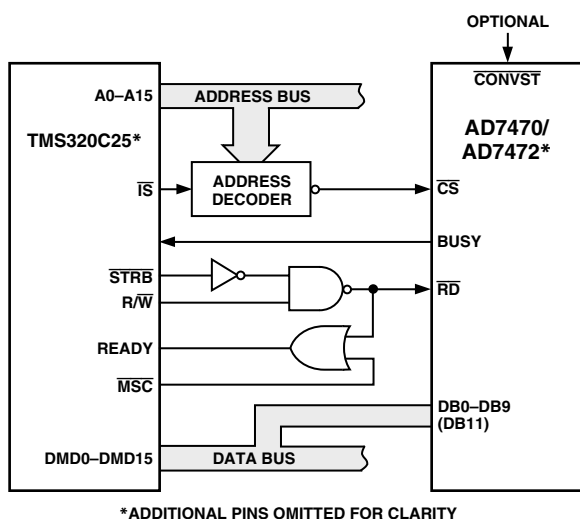 OPTIONAL
CONVST
A0–A15
ADDRESS BUS
TMS320C25*
AD7470/
AD7472*
IS
ADDRESS
DECODER
CS
BUSY
STRB
R/W
RD
READY
MSC
DB0–DB9
(DB11)
DMD0–DMD15
DATA BUS
*ADDITIONAL PINS OMITTED FOR CLARITY